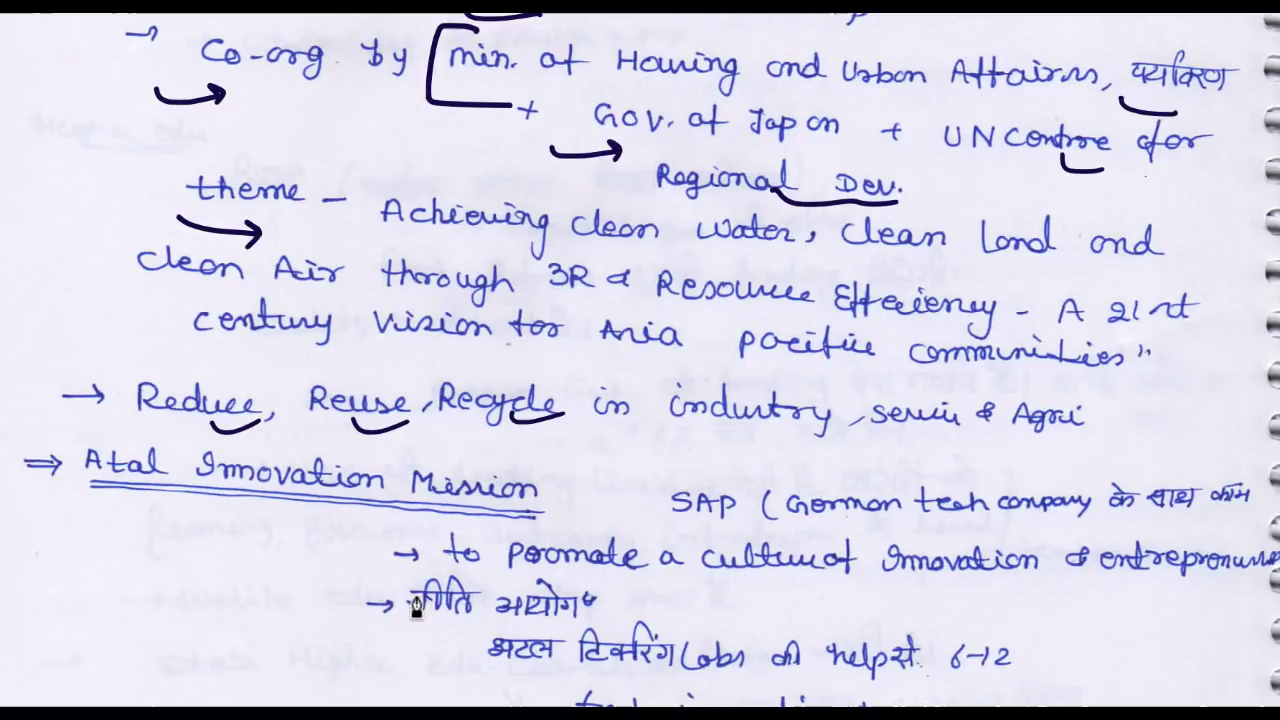 → Co-org by [ min. of Housing and Urban Affairs, पर्यावरण
+ Gov. of Japan + UN Centre for
Regional Dev.
theme - Achieving clean water, clean Land and
clean Air through 3R & Resource Efficiency - A 21st
century Vision for Asia pacific communities"
→ Reduce, Reuse, Recycle in industry, servic & Agri
⇒ Atal Innovation Mission
SAP ( German tech company के साथ काम
→ to promote a culture of Innovation & entrepreneur
→ नीति अयोग"
अटल टिंकरिंग Labs की help से 6-12